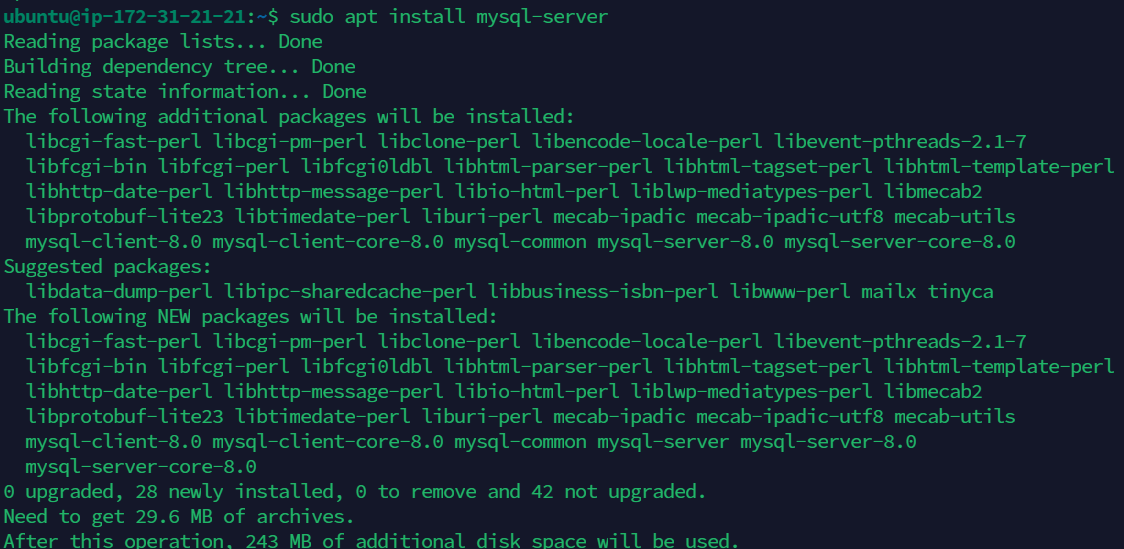 ubuntu@ip-172-31-21-21:~$ sudo apt install mysql-server
Reading package lists... Done
Building dependency tree... Done
Reading state information... Done
The following additional packages will be installed:
  libcgi-fast-perl libcgi-pm-perl libclone-perl libencode-locale-perl libevent-pthreads-2.1-7
  libfcgi-bin libfcgi-perl libfcgi0ldbl libhtml-parser-perl libhtml-tagset-perl libhtml-template-perl
  libhttp-date-perl libhttp-message-perl libio-html-perl liblwp-mediatypes-perl libmecab2
  libprotobuf-lite23 libtimedate-perl liburi-perl mecab-ipadic mecab-ipadic-utf8 mecab-utils
  mysql-client-8.0 mysql-client-core-8.0 mysql-common mysql-server-8.0 mysql-server-core-8.0
Suggested packages:
  libdata-dump-perl libipc-sharedcache-perl libbusiness-isbn-perl libwww-perl mailx tinyca
The following NEW packages will be installed:
  libcgi-fast-perl libcgi-pm-perl libclone-perl libencode-locale-perl libevent-pthreads-2.1-7
  libfcgi-bin libfcgi-perl libfcgi0ldbl libhtml-parser-perl libhtml-tagset-perl libhtml-template-perl
  libhttp-date-perl libhttp-message-perl libio-html-perl liblwp-mediatypes-perl libmecab2
  libprotobuf-lite23 libtimedate-perl liburi-perl mecab-ipadic mecab-ipadic-utf8 mecab-utils
  mysql-client-8.0 mysql-client-core-8.0 mysql-common mysql-server mysql-server-8.0
  mysql-server-core-8.0
0 upgraded, 28 newly installed, 0 to remove and 42 not upgraded.
Need to get 29.6 MB of archives.
After this operation, 243 MB of additional disk space will be used.